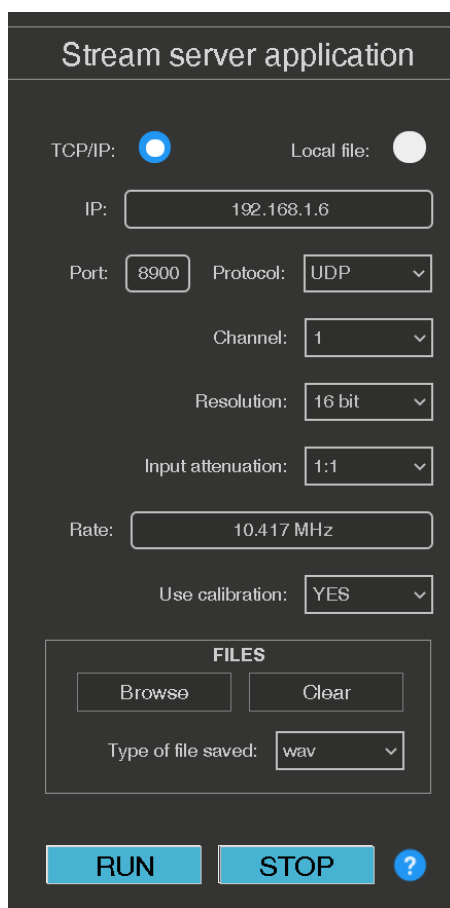 Stream server application
TCP/IP: Local file:
IP: 192.168.1.6
Port: 8900 Protocol: UDP
Channel: 1
Resolution: 16 bit
Input attenuation: 1:1
Rate: 10.417 MHz
Use calibration: YES
FILES
Browse Clear
Type of file saved: wav
RUN STOP ?